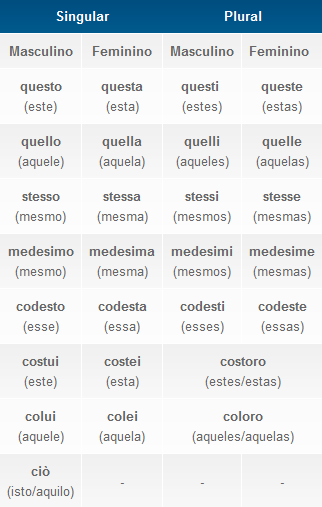 Singular Plural
Masculino Feminino Masculino Feminino
questo questa questi queste
(este) (esta) (estes) (estas)
quello quella quelli quelle
(aquele) (aquela) (aqueles) (aquelas)
stesso stessa stessi stesse
(mesmo) (mesma) (mesmos) (mesmas)
medesimo medesima medesimi medesime
(mesmo) (mesma) (mesmos) (mesmas)
codesto codesta codesti codeste
(esse) (essa) (esses) (essas)
costui costei costoro
(este) (esta) (estes/estas)
colui colei coloro
(aquele) (aquela) (aqueles/aquelas)
ciò - - -
(isto/aquilo)